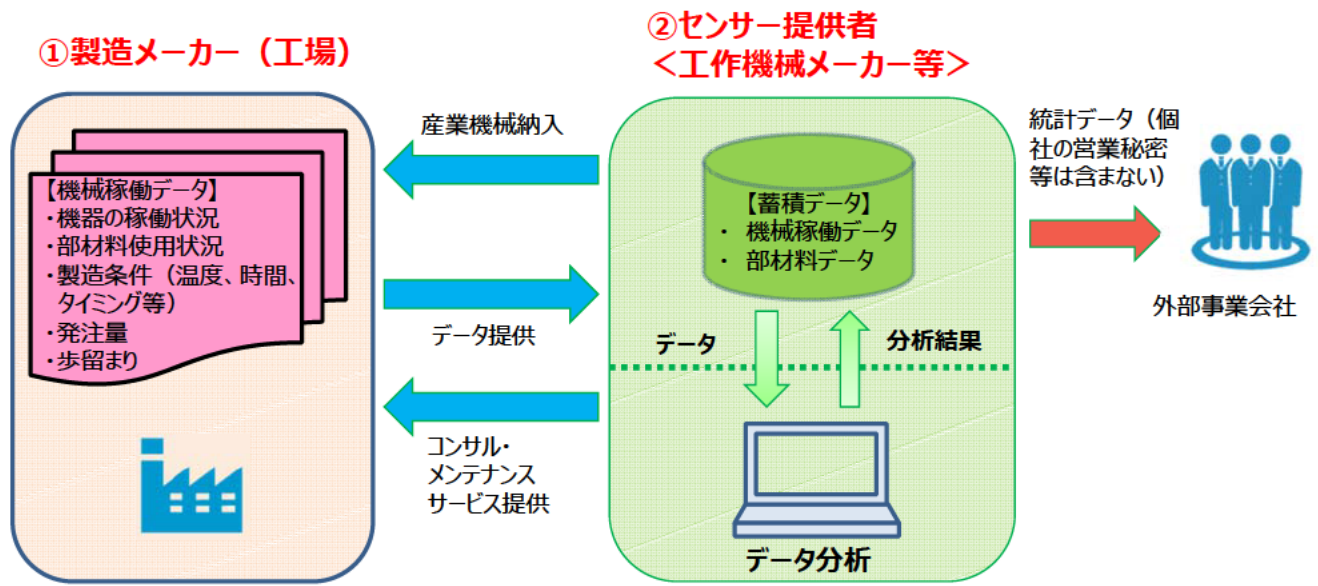 ①製造メーカー（工場）
【機械稼働データ】
・機器の稼働状況
・部材料使用状況
・製造条件（温度、時間、
タイミング等）
・発注量
・歩留まり
産業機械納入
データ提供
コンサル・
メンテナンス
サービス提供
②センサー提供者
＜工作機械メーカー等＞
【蓄積データ】
・ 機械稼働データ
・ 部材料データ
データ
分析結果
データ分析
統計データ（個
社の営業秘密
等は含まない）
外部事業会社